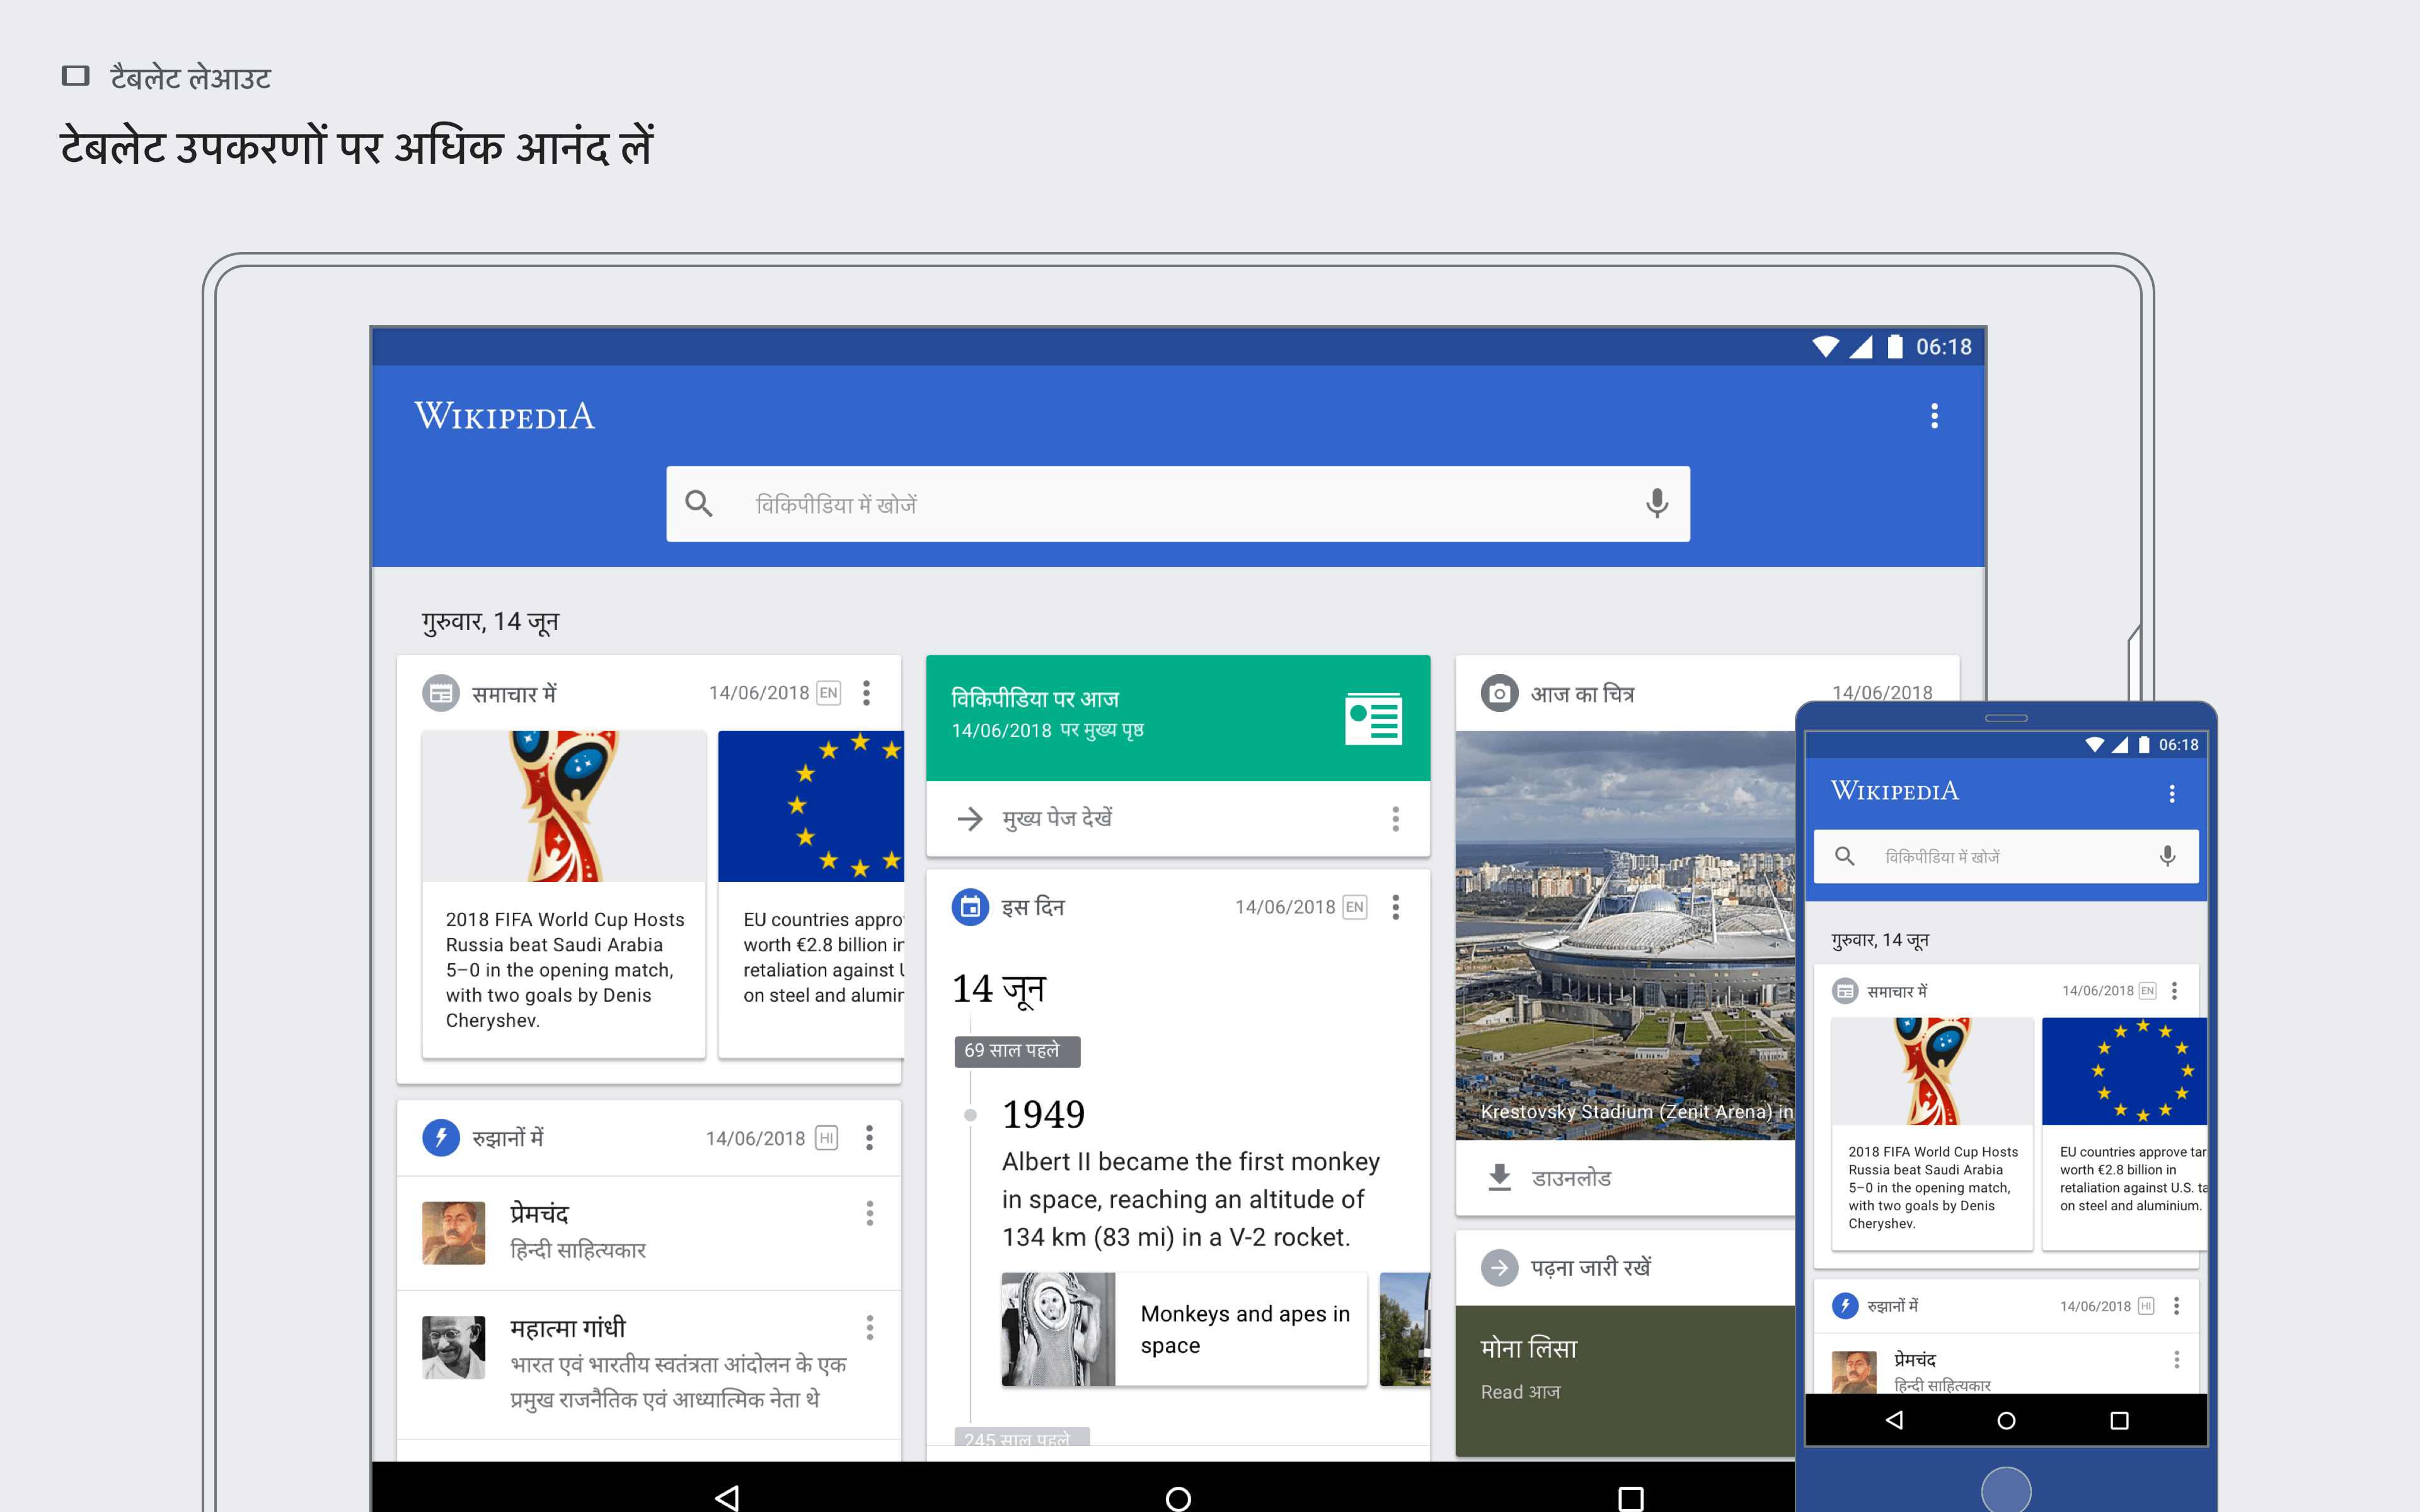 टैबलेट लेआउट
टेबलेट उपकरणों पर अधिक आनंद लें
06:18
WIKIPEDIA
विकिपीडिया में खोजें
गुरुवार, 14 जून
समाचार में
14/06/2018 EN
2018 FIFA World Cup Hosts
Russia beat Saudi Arabia
5–0 in the opening match,
with two goals by Denis
Cheryshev.
EU countries appro
worth €2.8 billion in
retaliation against
on steel and alumin
रुझानों में
14/06/2018 HI
प्रेमचंद
हिन्दी साहित्यकार
महात्मा गांधी
भारत एवं भारतीय स्वतंत्रता आंदोलन के एक
प्रमुख राजनैतिक एवं आध्यात्मिक नेता थे
विकिपीडिया पर आज
14/06/2018 पर मुख्य पृष्ठ
मुख्य पेज देखें
इस दिन
14/06/2018 EN
14 जून
69 साल पहले
1949
Albert II became the first monkey
in space, reaching an altitude of
134 km (83 mi) in a V-2 rocket.
Monkeys and apes in
space
245 साल पहले
आज का चित्र
14/06/2018
Krestovsky Stadium (Zenit Arena) in
डाउनलोड
पढ़ना जारी रखें
मोना लिसा
Read आज
06:18
WIKIPEDIA
विकिपीडिया में खोजें
गुरुवार, 14 जून
समाचार में
14/06/2018 EN
2018 FIFA World Cup Hosts
Russia beat Saudi Arabia
5–0 in the opening match,
with two goals by Denis
Cheryshev.
EU countries approve tar
worth €2.8 billion in
retaliation against U.S. ta
on steel and aluminium.
रुझानों में
14/06/2018 HI
प्रेमचंद
हिन्दी साहित्यकार